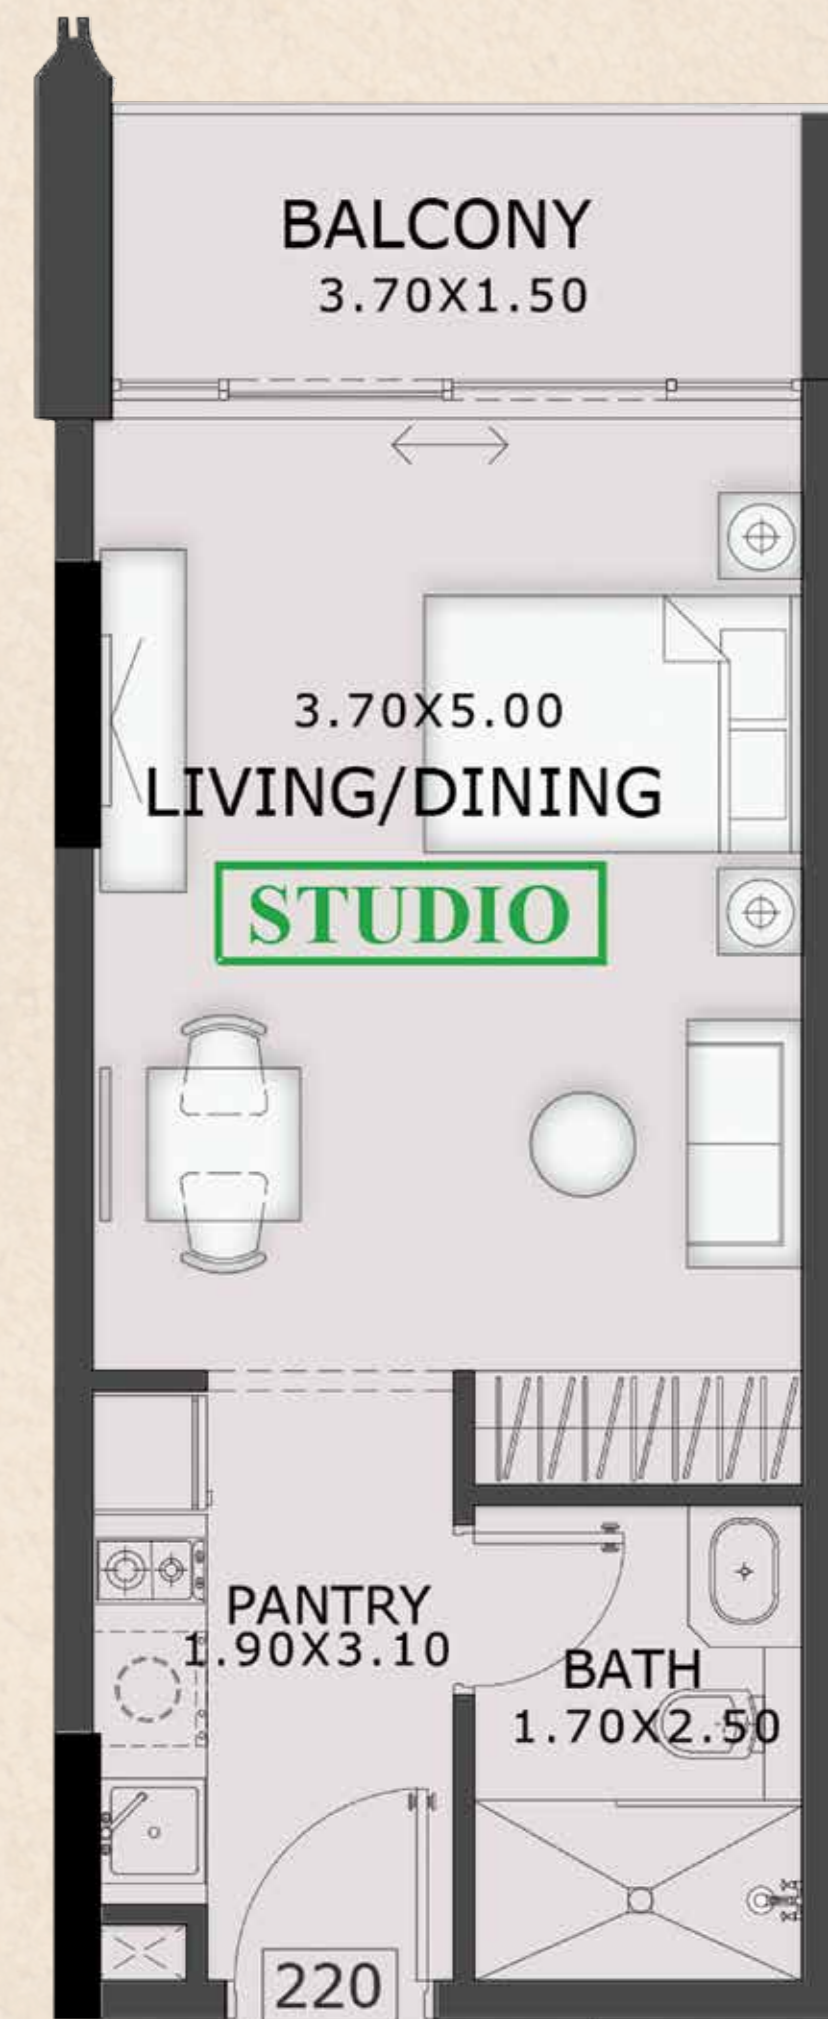 BALCONY
3.70X1.50
3.70X5.00
LIVING/DINING
STUDIO
PANTRY
1.90X3.10
BATH
1.70X2.50
220